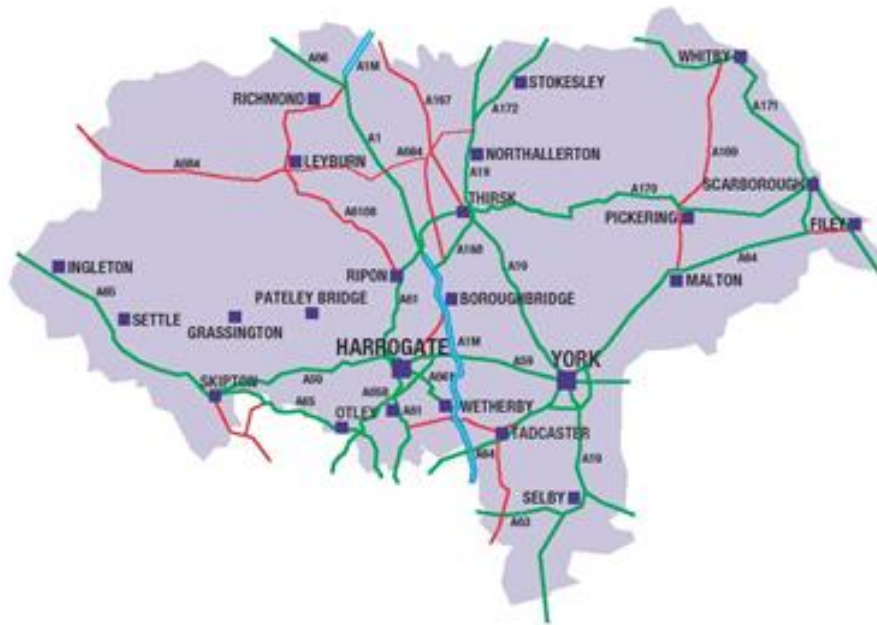 WHITBY
A66
A1M
STOKESLEY
RICHMOND
A167
A172
A171
A1
A684
LEYBURN
A684
NORTHALLERTON
A19
A169
SCARBOROUGH
A170
THIRSK
PICKERING
A6108
FILEY
A168
A19
A64
INGLETON
RIPON
MALTON
A65
PATELEY BRIDGE
A61
BOROUGHBRIDGE
SETTLE
GRASSINGTON
HARROGATE
A1M
A59
YORK
SKIPTON
A59
A661
A65
A658
OTLEY
A61
WETHERBY
TADCASTER
A64
A19
SELBY
A63